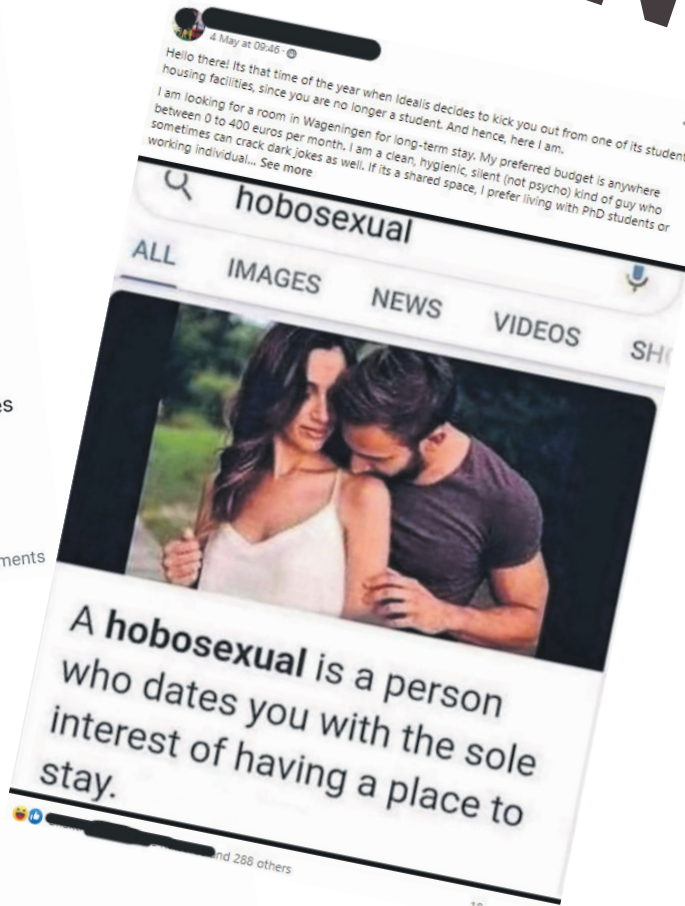 4 May at 09:46
Hello there! Its that time of the year when Idealis decides to kick you out from one of its student
housing facilities, since you are no longer a student. And hence, here I am.
I am looking for a room in Wageningen for long-term stay. My preferred budget is anywhere
between 0 to 400 euros per month. I am a clean, hygienic, silent (not psycho) kind of guy who
sometimes can crack dark jokes as well. If its a shared space, I prefer living with PhD students or
working individual... See more
hobosexual
ALL IMAGES NEWS VIDEOS SH
es
ments
A hobosexual is a person
who dates you with the sole
interest of having a place to
stay.
and 288 others